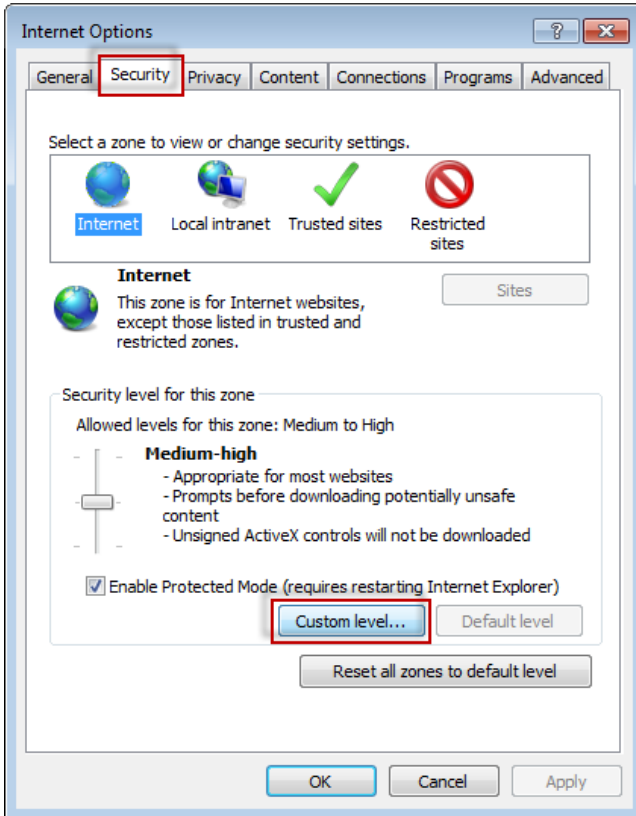 Internet Options
?
General Security Privacy Content Connections Programs Advanced
Select a zone to view or change security settings.
Internet Local intranet Trusted sites Restricted
sites
Internet
Sites
This zone is for Internet websites,
except those listed in trusted and
restricted zones.
Security level for this zone
Allowed levels for this zone: Medium to High
Medium-high
- Appropriate for most websites
- Prompts before downloading potentially unsafe
content
- Unsigned ActiveX controls will not be downloaded
Enable Protected Mode (requires restarting Internet Explorer)
Custom level... Default level
Reset all zones to default level
OK Cancel Apply